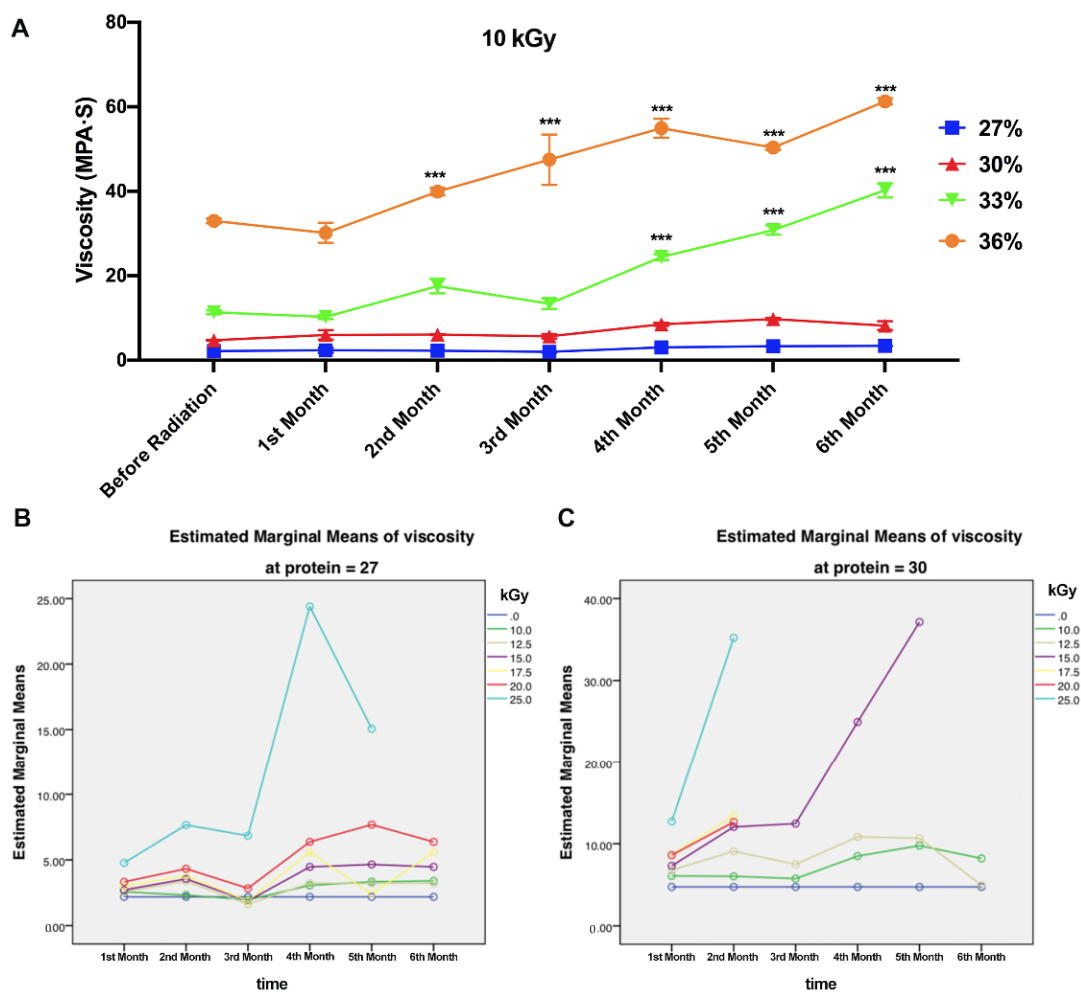 A
10 kGy
Viscosity (MPA·S)
80
60
40
20
0
***
***
***
***
***
***
***
***
27%
30%
33%
36%
Before Radiation
1st Month
2nd Month
3rd Month
4th Month
5th Month
6th Month
B
Estimated Marginal Means of viscosity
at protein = 27
Estimated Marginal Means
25.00
20.00
15.00
10.00
5.00
.00
kGy
.0
10.0
12.5
15.0
17.5
20.0
25.0
1st Month 2nd Month 3rd Month 4th Month 5th Month 6th Month
time
C
Estimated Marginal Means of viscosity
at protein = 30
Estimated Marginal Means
40.00
30.00
20.00
10.00
.00
kGy
.0
10.0
12.5
15.0
17.5
20.0
25.0
1st Month 2nd Month 3rd Month 4th Month 5th Month 6th Month
time